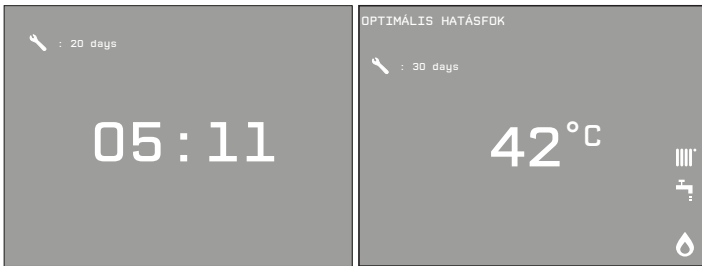 : 20 days
05:11
OPTIMÁLIS HATÁSFOK
: 30 days
42°C